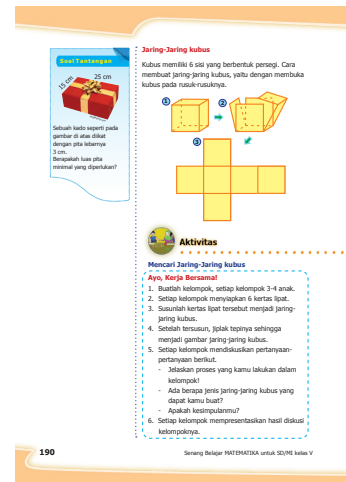 Soal Tantangan
15 cm
25 cm
Sebuah kado seperti pada
gambar di atas diikat
dengan pita lebarnya
3 cm.
Berapakah luas pita
minimal yang diperlukan?
Jaring-Jaring kubus
Kubus memiliki 6 sisi yang berbentuk persegi. Cara
membuat jaring-jaring kubus, yaitu dengan membuka
kubus pada rusuk-rusuknya.
1
2
3
Aktivitas
Mencari Jaring-Jaring kubus
Ayo, Kerja Bersama!
1. Buatlah kelompok, setiap kelompok 3-4 anak.
2. Setiap kelompok menyiapkan 6 kertas lipat.
3. Susunlah kertas lipat tersebut menjadi jaring-
jaring kubus.
4. Setelah tersusun, jiplak tepinya sehingga
menjadi gambar jaring-jaring kubus.
5. Setiap kelompok mendiskusikan pertanyaan-
pertanyaan berikut.
- Jelaskan proses yang kamu lakukan dalam
kelompok!
- Ada berapa jenis jaring-jaring kubus yang
dapat kamu buat?
- Apakah kesimpulanmu?
6. Setiap kelompok mempresentasikan hasil diskusi
kelompoknya.
190
Senang Belajar MATEMATIKA untuk SD/MI kelas V